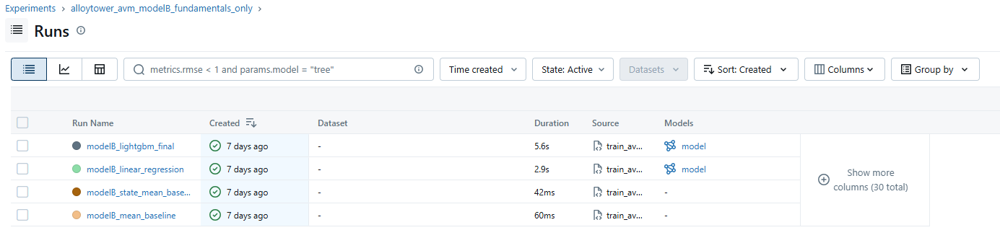 Experiments > alloytower_avm_modelB_fundamentals_only >
Runs
metrics.rmse < 1 and params.model = "tree" Time created State: Active Datasets Sort: Created Columns Group by
Run Name Created Dataset Duration Source Models
modelB_lightgbm_final 7 days ago - 5.6s train_av... model
modelB_linear_regression 7 days ago - 2.9s train_av... model
modelB_state_mean_base... 7 days ago - 42ms train_av... -
modelB_mean_baseline 7 days ago - 60ms train_av... -
Show more
columns (30 total)